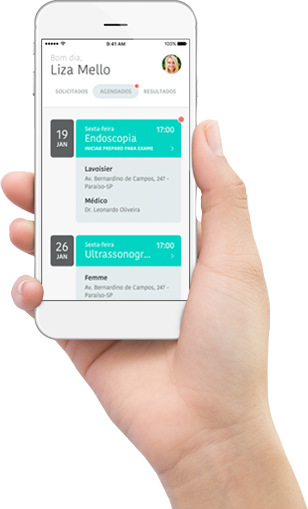 9:41 AM
100%
Bom dia,
Liza Mello
SOLICITADOS AGENDADOS RESULTADOS
19 JAN
Sexta-feira 17:00
Endoscopia
INICIAR PREPARO PARA EXAME
Lavoisier
Av. Bernardino de Campos, 247 -
Paraíso-SP
Médico
Dr. Leonardo Oliveira
26 JAN
Sexta-feira 17:00
Ultrassonogr...
Femme
Av. Bernardino de Campos, 247 -
Paraíso-SP